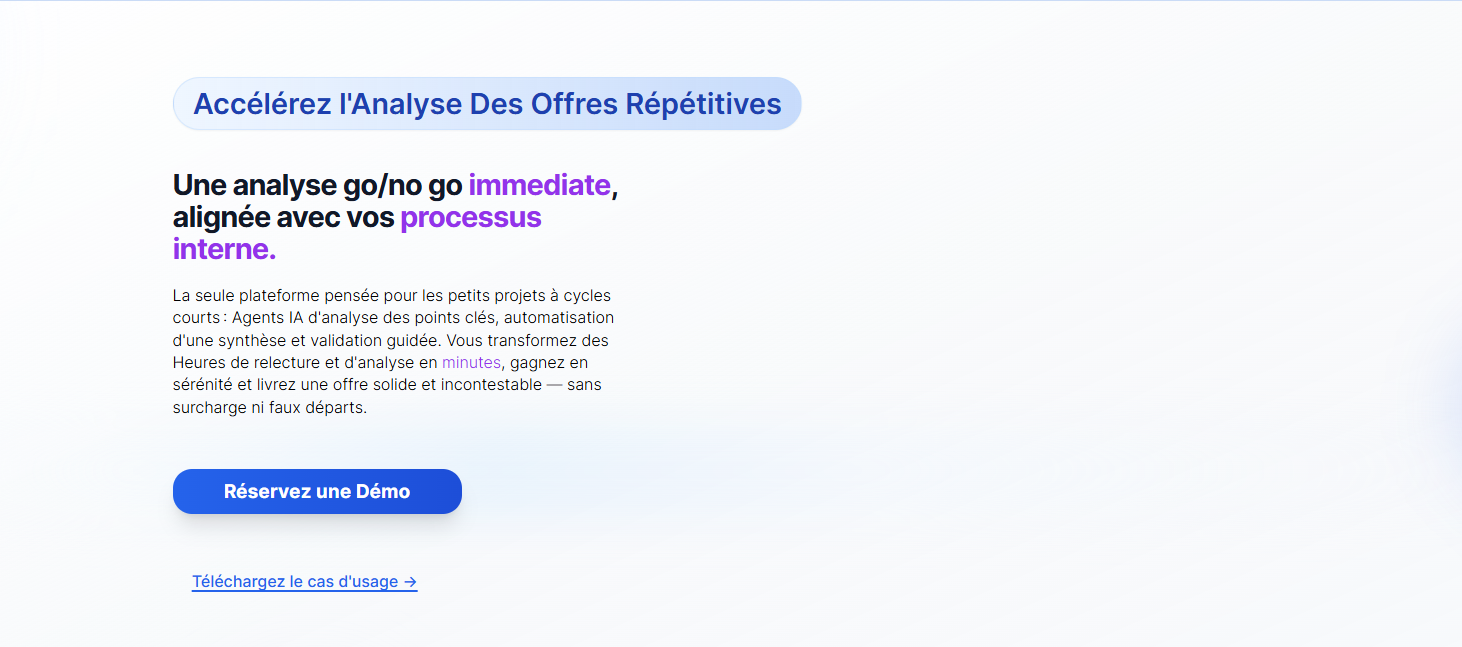 Accélérez l'Analyse Des Offres Répétitives
Une analyse go/no go immediate,
alignée avec vos processus
interne.
La seule plateforme pensée pour les petits projets à cycles
courts : Agents IA d'analyse des points clés, automatisation
d'une synthèse et validation guidée. Vous transformez des
Heures de relecture et d'analyse en minutes, gagnez en
sérénité et livrez une offre solide et incontestable — sans
surcharge ni faux départs.
Réservez une Démo
Téléchargez le cas d'usage →